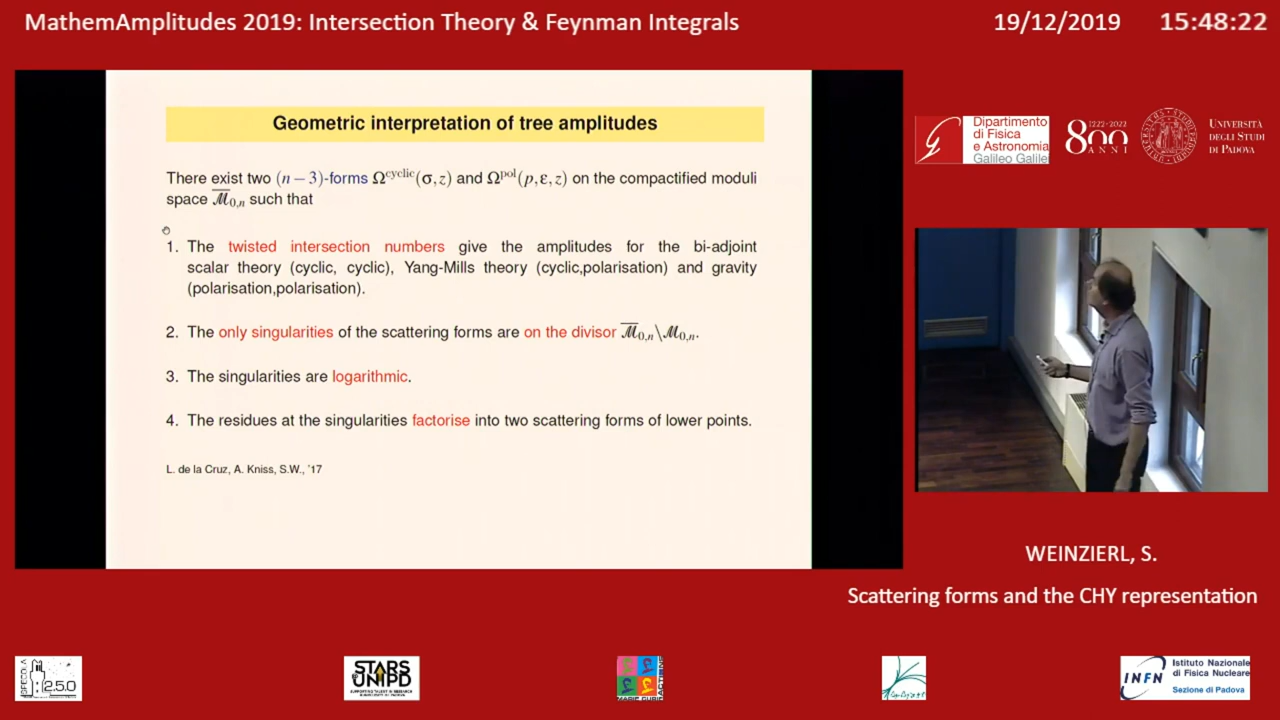 MathemAmplitudes 2019: Intersection Theory & Feynman Integrals
19/12/2019 15:48:22
Geometric interpretation of tree amplitudes
There exist two (n − 3)-forms Ω^cyclic(σ, z) and Ω^pol(p, ε, z) on the compactified moduli
space ℳ̅₀,ₙ such that
1. The twisted intersection numbers give the amplitudes for the bi-adjoint
scalar theory (cyclic, cyclic), Yang-Mills theory (cyclic,polarisation) and gravity
(polarisation,polarisation).
2. The only singularities of the scattering forms are on the divisor ℳ̅₀,ₙ\ℳ₀,ₙ.
3. The singularities are logarithmic.
4. The residues at the singularities factorise into two scattering forms of lower points.
L. de la Cruz, A. Kniss, S.W., '17
Dipartimento
di Fisica
e Astronomia
Galileo Galile
1222-2022
800
ANNI
UNIVERSITÀ
DEGLI STUDI
DI PADOVA
WEINZIERL, S.
Scattering forms and the CHY representation
SPECOLA
250
STARS
UNIPD
INFN
Istituto Nazionale
di Fisica Nucleare
Sezione di Padova